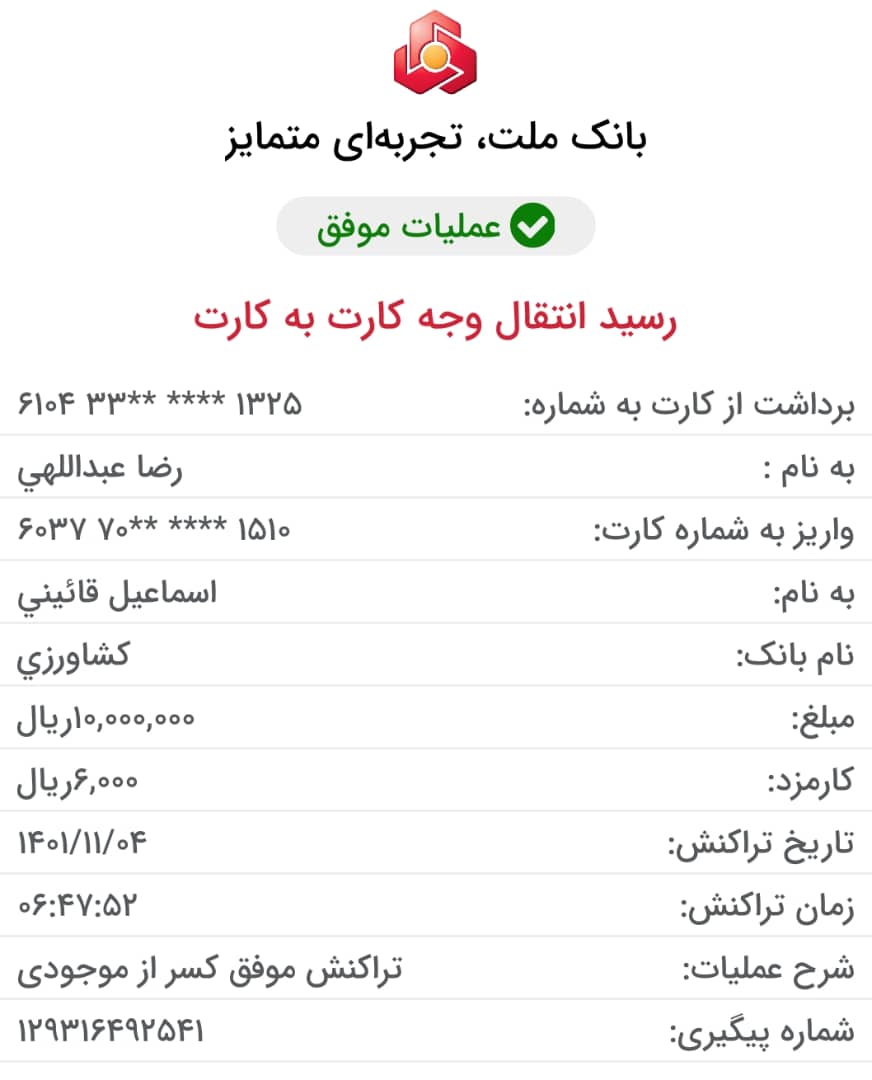 بانک ملت، تجربه‌ای متمایز
عملیات موفق
رسید انتقال وجه کارت به کارت
برداشت از کارت به شماره: ۶۱۰۴ ۳۳** **** ۱۳۲۵
به نام : رضا عبداللهي
واریز به شماره کارت: ۶۰۳۷ ۷۰** **** ۱۵۱۰
به نام: اسماعیل قائیني
نام بانک: کشاورزي
مبلغ: ۱۰,۰۰۰,۰۰۰ریال
کارمزد: ۶,۰۰۰ریال
تاریخ تراکنش: ۱۴۰۱/۱۱/۰۴
زمان تراکنش: ۰۶:۴۷:۵۲
شرح عملیات: تراکنش موفق کسر از موجودی
شماره پیگیری: ۱۲۹۳۱۶۴۹۲۵۴۱